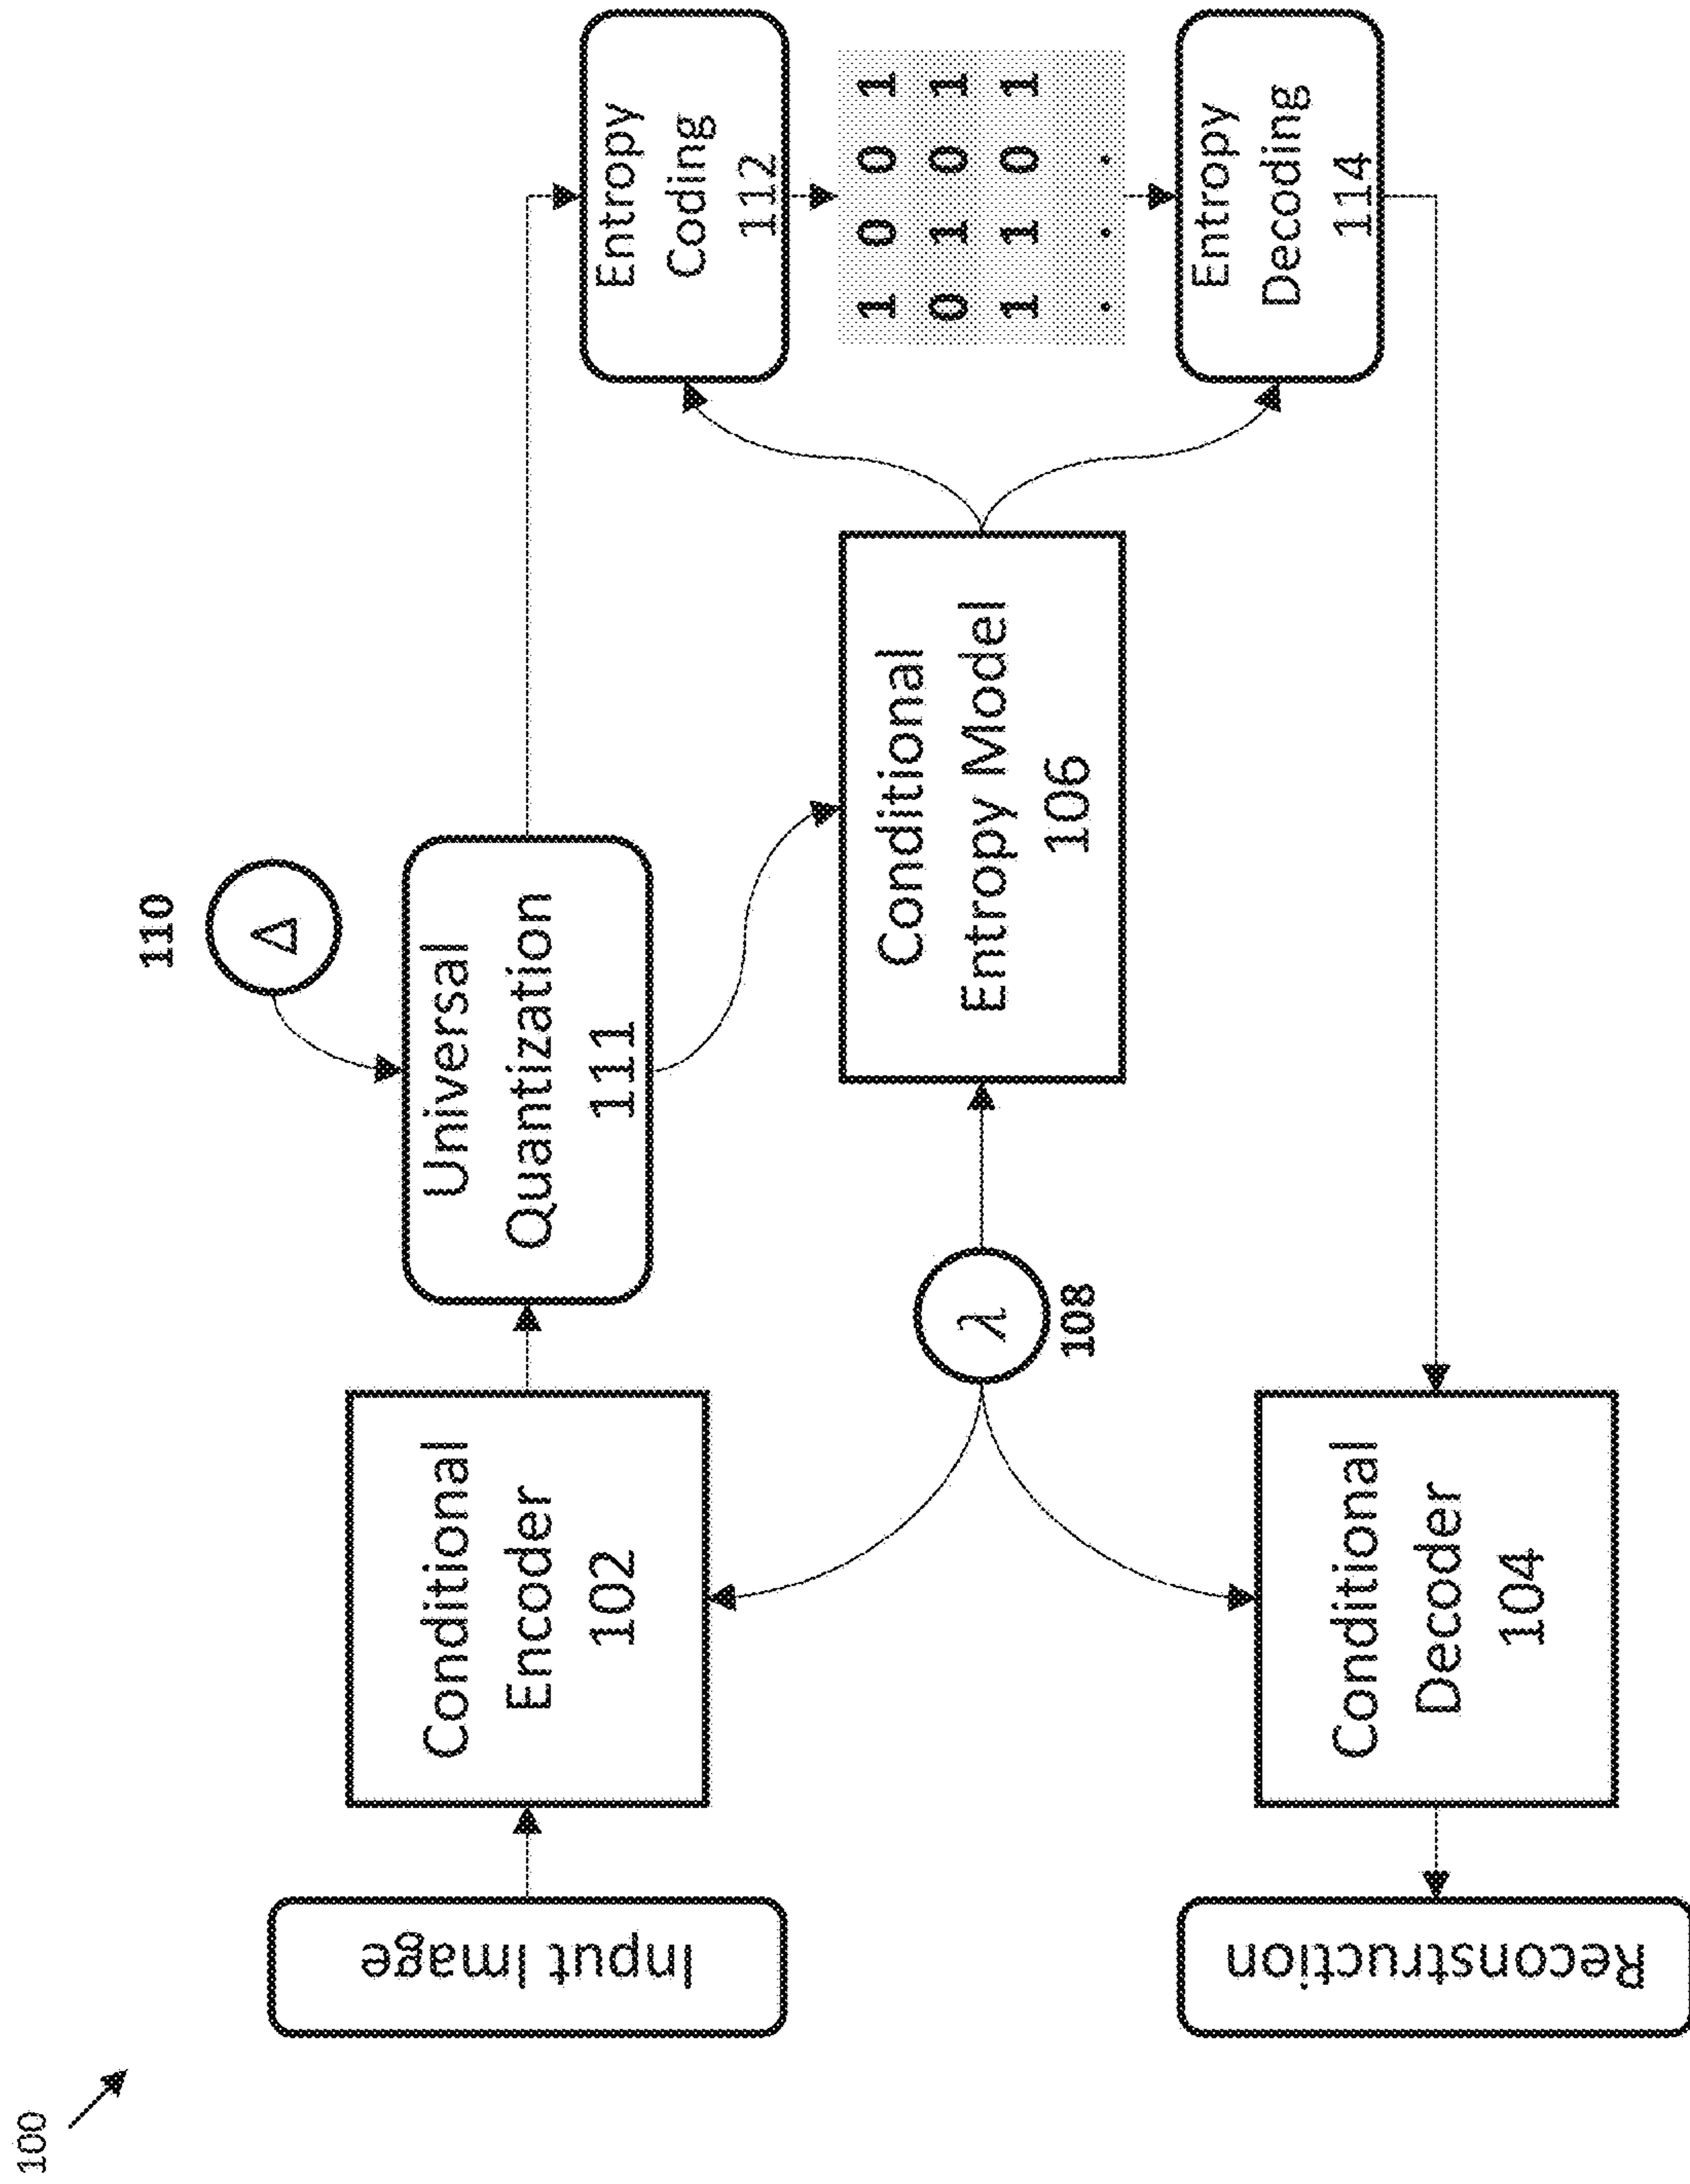 100
Input Image
Conditional
Encoder
102
110
Δ
Universal
Quantization
111
Entropy
Coding
112
λ
108
Conditional
Entropy Model
106
1 0 0 1
0 1 0 1
1 1 0 1
. . .
Reconstruction
Conditional
Decoder
104
Entropy
Decoding
114